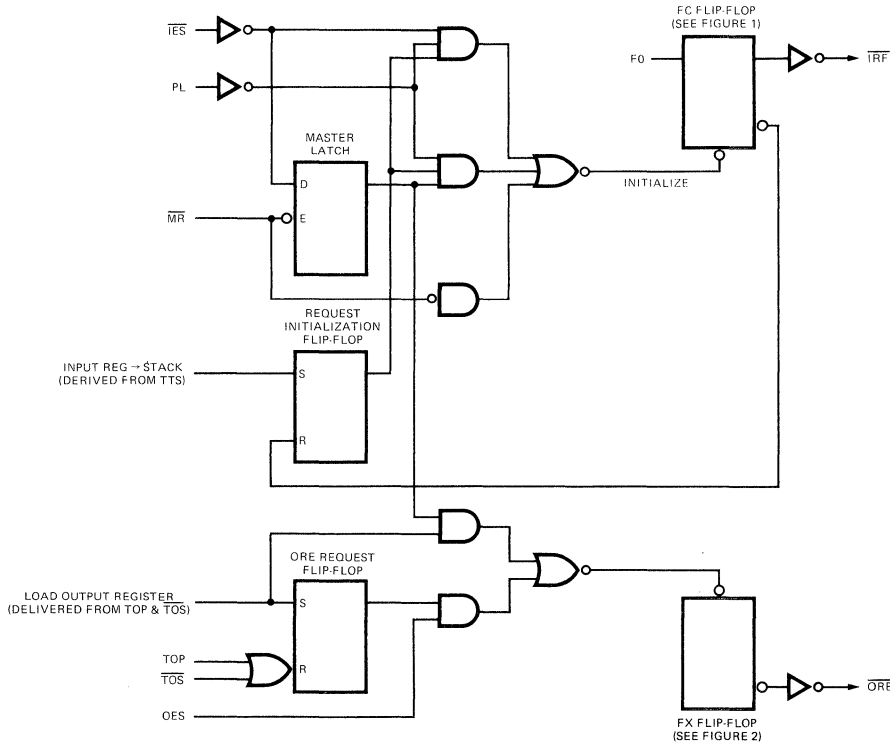 FC FLIP-FLOP
(SEE FIGURE 1)
IES
F0
IRF
PL
MASTER
LATCH
D
INITIALIZE
MR
E
REQUEST
INITIALIZATION
FLIP-FLOP
INPUT REG → STACK
(DERIVED FROM TTS)
S
R
ORE REQUEST
FLIP-FLOP
LOAD OUTPUT REGISTER
(DELIVERED FROM TOP & TOS)
S
TOP
TOS
R
OES
ORE
FX FLIP-FLOP
(SEE FIGURE 2)